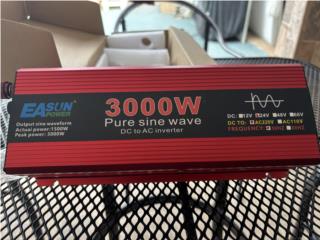 EASUN
POWER
Output sine waveform
Actual power:1500W
Peak power:3000W
3000W
Pure sine wave
DC to AC inverter
DC: 12V 24V 48V 60V
DC TO: AC220V AC110V
FREQUENCY: 50HZ 60HZ